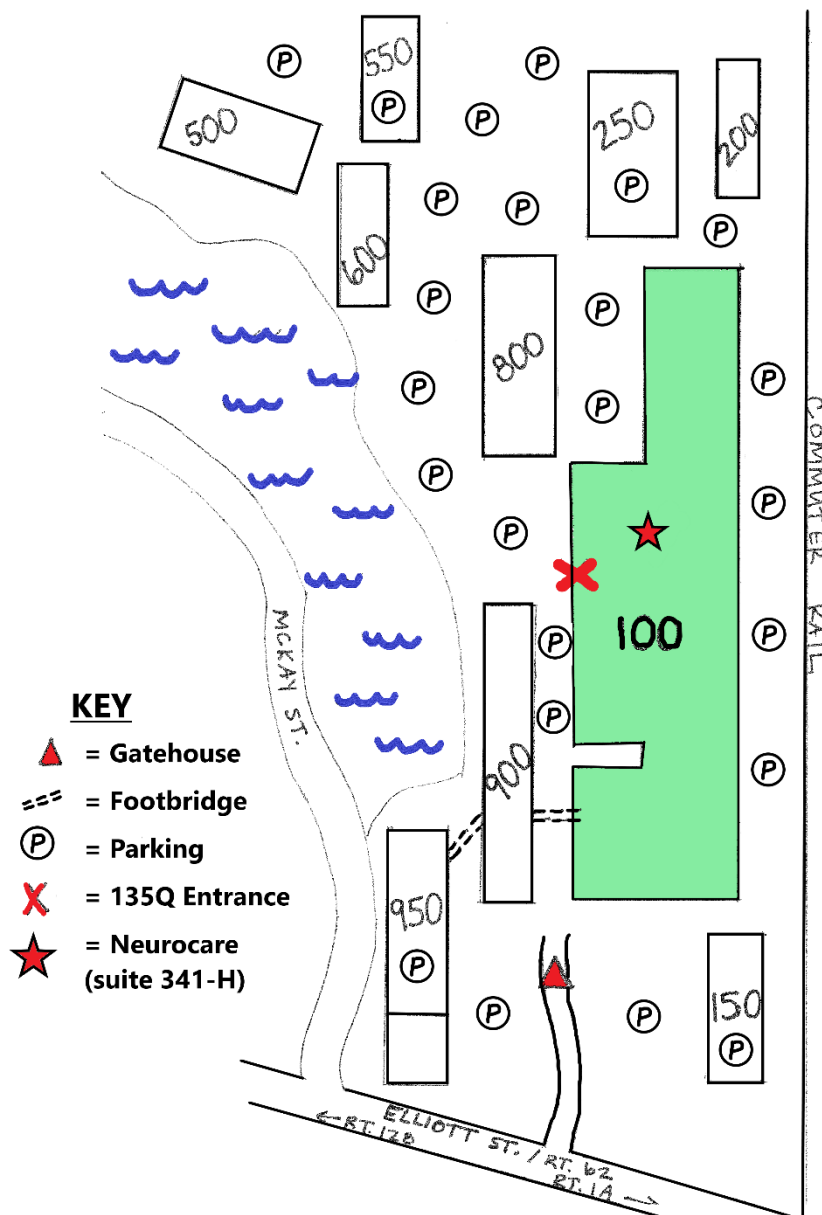 P
550
P
P
500
P
250
P
200
P
P
600
P
P
P
800
P
P
P
P
COMMUTER RAIL
P
P
P
100
P
P
P
MCKAY ST.
P
900
950
P
P
P
150
P
KEY
= Gatehouse
= Footbridge
P = Parking
= 135Q Entrance
= Neurocare
(suite 341-H)
ELLIOTT ST. / RT. 62
← RT. 128
RT. 1A →